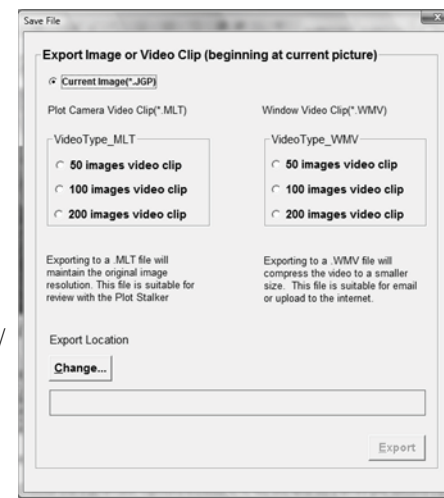 Save File
Export Image or Video Clip (beginning at current picture)
Current Image(*.JGP)
Plot Camera Video Clip(*.MLT)
Window Video Clip(*.WMV)
VideoType_MLT
50 images video clip
100 images video clip
200 images video clip
VideoType_WMV
50 images video clip
100 images video clip
200 images video clip
Exporting to a .MLT file will
maintain the original image
resolution. This file is suitable for
review with the Plot Stalker
Exporting to a .WMV file will
compress the video to a smaller
size. This file is suitable for email
or upload to the internet.
/
Export Location
Change...
Export